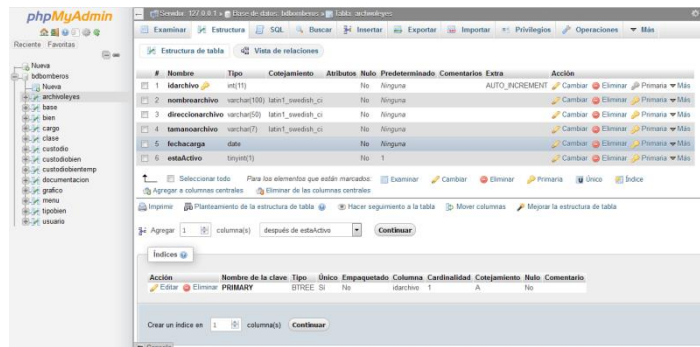 phpMyAdmin
Reciente Favoritas
Nueva
bdbomberos
Nueva
archivoleyes
base
bien
cargo
clase
custodio
custodiobien
custodiobientemp
documentacion
grafico
menu
tipobien
usuario
Servidor: 127.0.0.1 » Base de datos: bdbomberos » Tabla: archivoleyes
Examinar Estructura SQL Buscar Insertar Exportar Importar Privilegios Operaciones Más
Estructura de tabla Vista de relaciones
# Nombre Tipo Cotejamiento Atributos Nulo Predeterminado Comentarios Extra Acción
1 idarchivo int(11) No Ninguna AUTO_INCREMENT Cambiar Eliminar Primaria Más
2 nombrearchivo varchar(100) latin1_swedish_ci No Ninguna Cambiar Eliminar Primaria Más
3 direccionarchivo varchar(50) latin1_swedish_ci No Ninguna Cambiar Eliminar Primaria Más
4 tamanoarchivo varchar(7) latin1_swedish_ci No Ninguna Cambiar Eliminar Primaria Más
5 fechacarga date No Ninguna Cambiar Eliminar Primaria Más
6 estaActivo tinyint(1) No 1 Cambiar Eliminar Primaria Más
Seleccionar todo Para los elementos que están marcados: Examinar Cambiar Eliminar Primaria Único Índice
Agregar a columnas centrales Eliminar de las columnas centrales
Imprimir Planteamiento de la estructura de tabla Hacer seguimiento a la tabla Mover columnas Mejorar la estructura de tabla
Agregar 1 columna(s) después de estaActivo Continuar
Índices
Acción Nombre de la clave Tipo Único Empaquetado Columna Cardinalidad Cotejamiento Nulo Comentario
Editar Eliminar PRIMARY BTREE Sí No idarchivo 1 A No
Crear un índice en 1 columna(s) Continuar